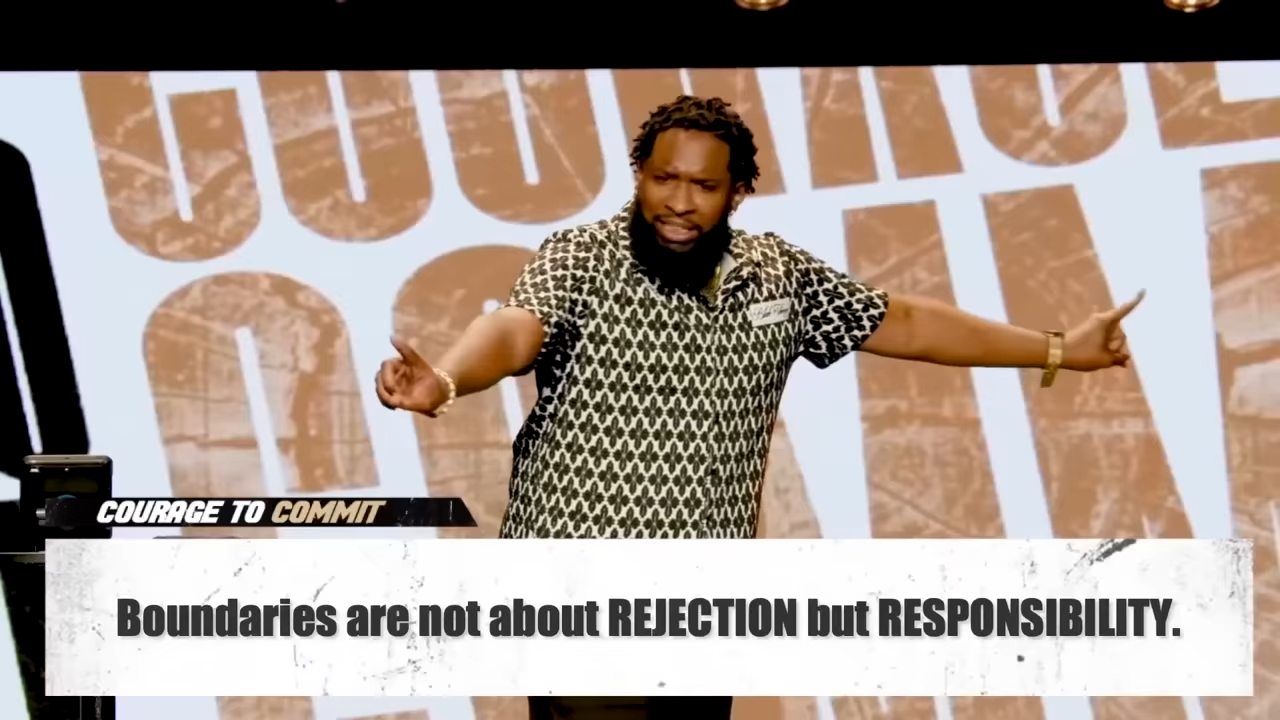 COURAGE TO COMMIT
Boundaries are not about REJECTION but RESPONSIBILITY.